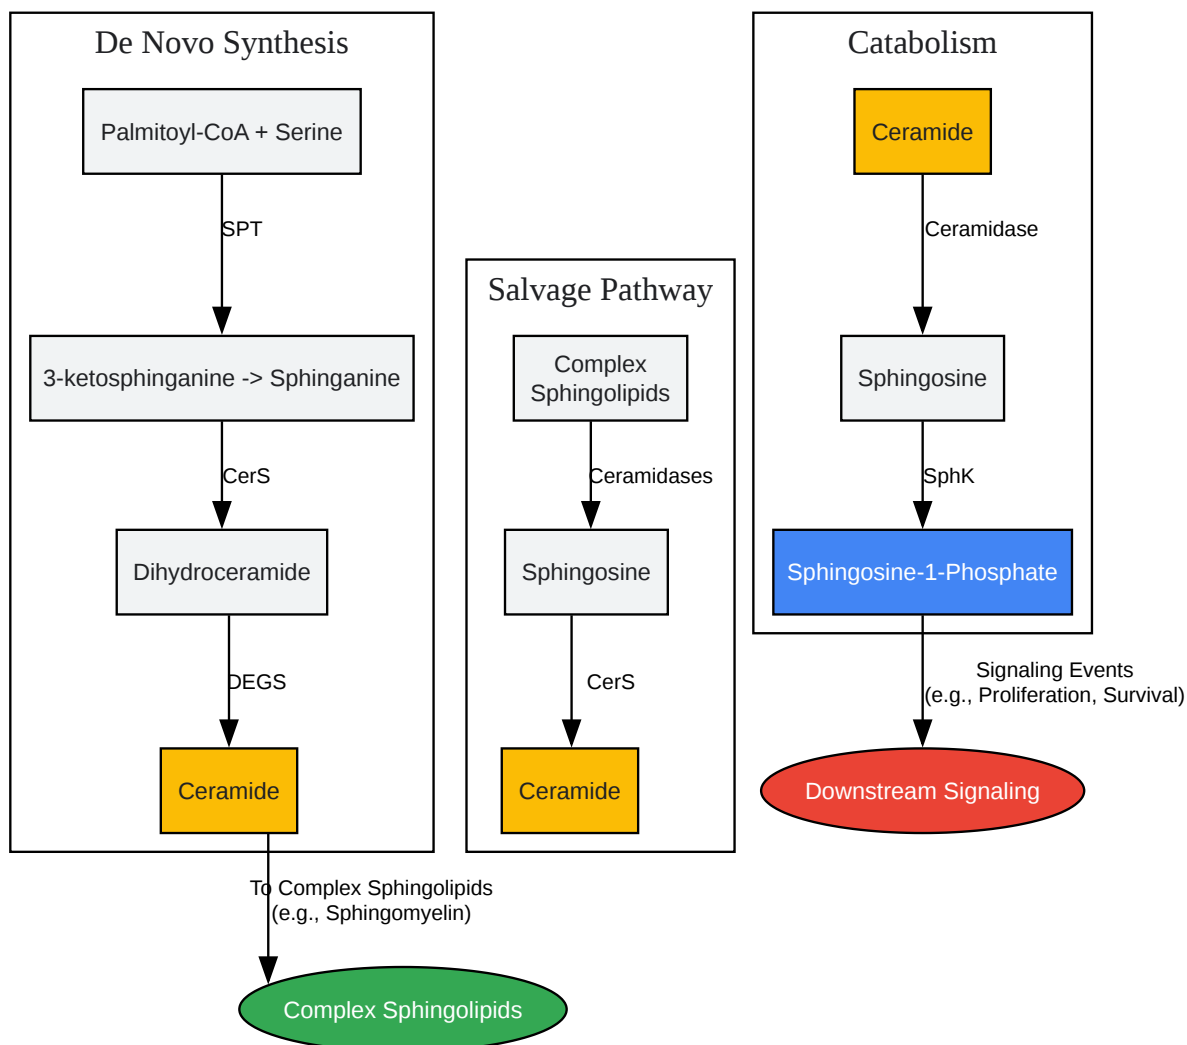 De Novo Synthesis
Palmitoyl-CoA + Serine
SPT
3-ketosphinganine -> Sphinganine
CerS
Dihydroceramide
DEGS
Ceramide
To Complex Sphingolipids
(e.g., Sphingomyelin)
Complex Sphingolipids
Salvage Pathway
Complex
Sphingolipids
Ceramidases
Sphingosine
CerS
Ceramide
Catabolism
Ceramide
Ceramidase
Sphingosine
SphK
Sphingosine-1-Phosphate
Signaling Events
(e.g., Proliferation, Survival)
Downstream Signaling